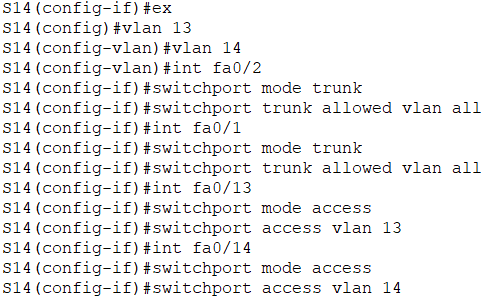 S14(config-if)#ex
S14(config)#vlan 13
S14(config-vlan)#vlan 14
S14(config-vlan)#int fa0/2
S14(config-if)#switchport mode trunk
S14(config-if)#switchport trunk allowed vlan all
S14(config-if)#int fa0/1
S14(config-if)#switchport mode trunk
S14(config-if)#switchport trunk allowed vlan all
S14(config-if)#int fa0/13
S14(config-if)#switchport mode access
S14(config-if)#switchport access vlan 13
S14(config-if)#int fa0/14
S14(config-if)#switchport mode access
S14(config-if)#switchport access vlan 14